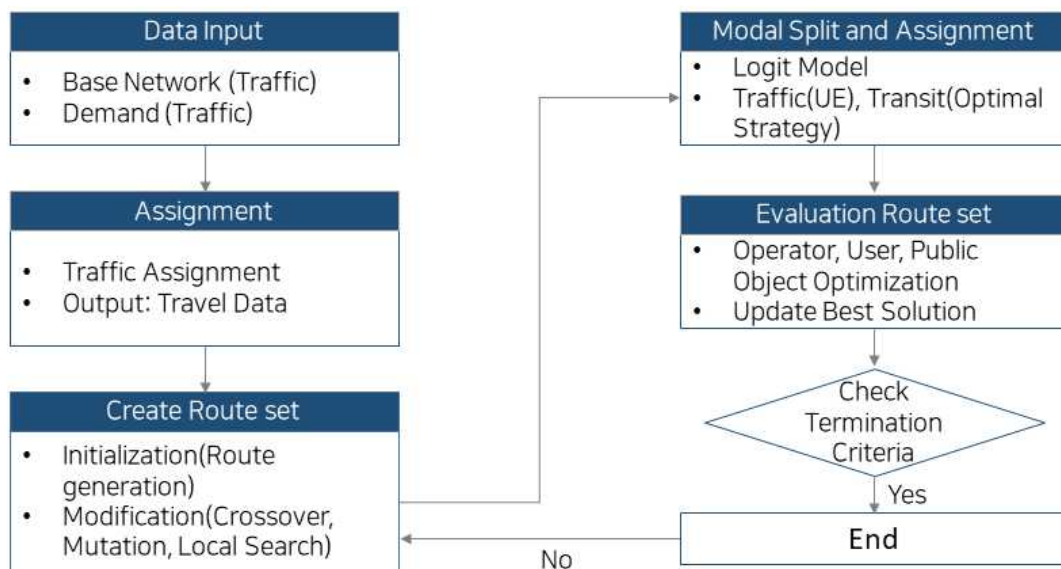 Data Input
• Base Network (Traffic)
• Demand (Traffic)
Assignment
• Traffic Assignment
• Output: Travel Data
Create Route set
• Initialization(Route
generation)
• Modification(Crossover,
Mutation, Local Search)
Modal Split and Assignment
• Logit Model
• Traffic(UE), Transit(Optimal
Strategy)
Evaluation Route set
• Operator, User, Public
Object Optimization
• Update Best Solution
Check
Termination
Criteria
Yes
End
No